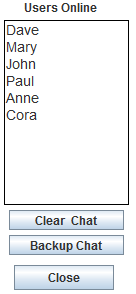 Users Online
Dave
Mary
John
Paul
Anne
Cora
Clear Chat
Backup Chat
Close